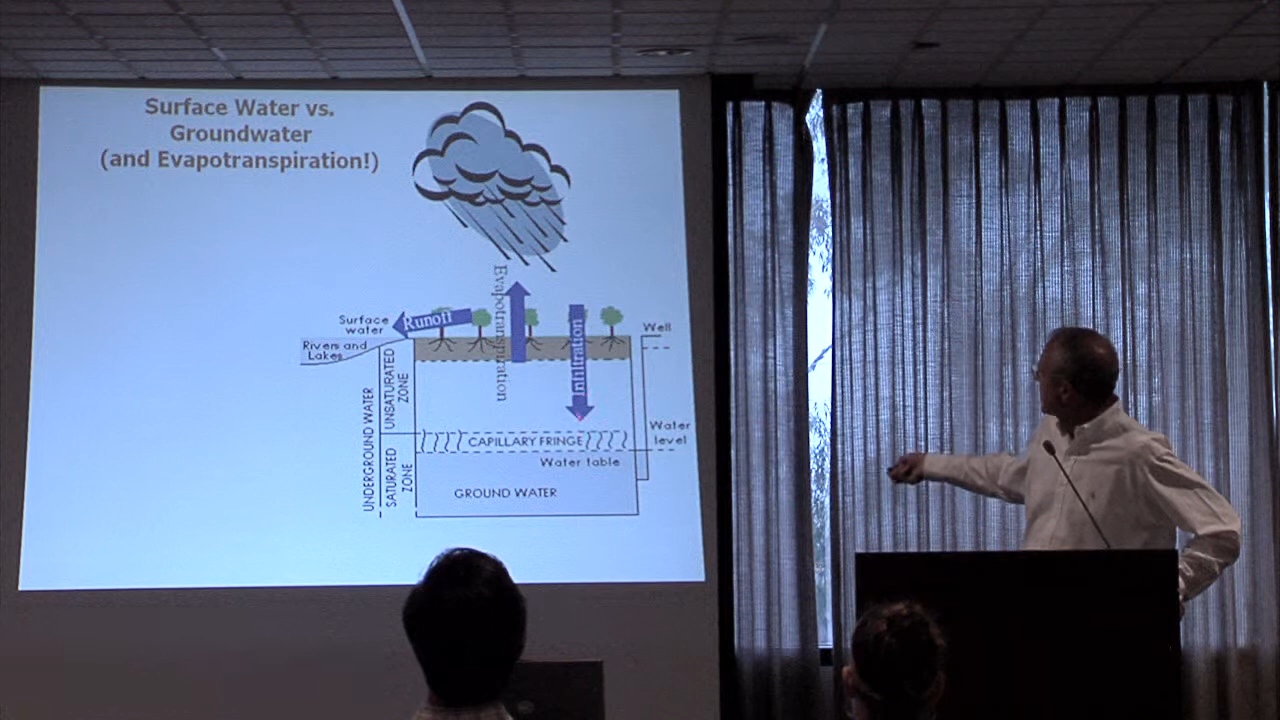 Surface Water vs.
Groundwater
(and Evapotranspiration!)
Evapotranspiration
Surface
water
Runoff
Infiltration
Well
Rivers and
Lakes
UNDERGROUND WATER
UNSATURATED
ZONE
SATURATED
ZONE
CAPILLARY FRINGE
Water
level
Water table
GROUND WATER